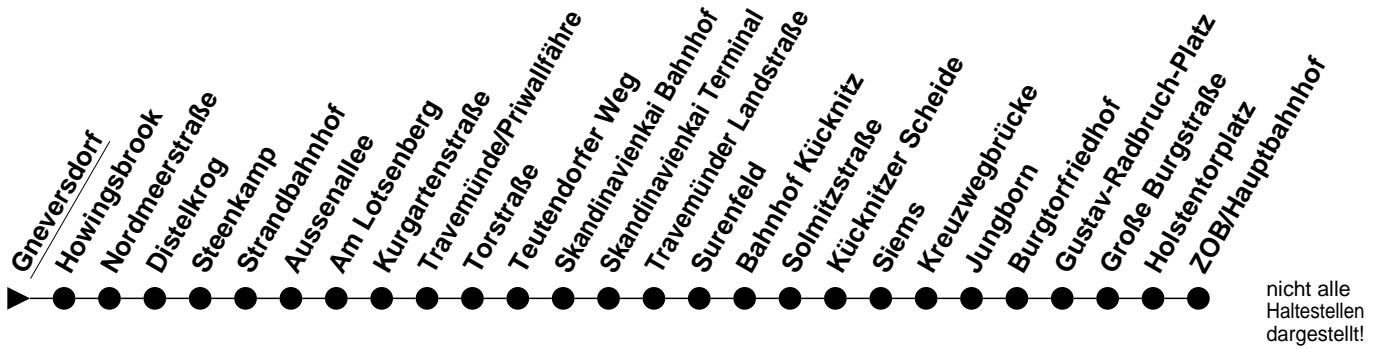 Gneversdorf
Howingsbrook
Nordmeerstraße
Distelkrog
Steenkamp
Strandbahnhof
Aussenallee
Am Lotsenberg
Kurgartenstraße
Travemünde/Priwallfähre
Torstraße
Teutendorfer Weg
Skandinavienkai Bahnhof
Skandinavienkai Terminal
Travemünder Landstraße
Surenfeld
Bahnhof Kücknitz
Solmitzstraße
Kücknitzer Scheide
Siems
Kreuzwegbrücke
Jungborn
Burgtorfriedhof
Gustav-Radbruch-Platz
Große Burgstraße
Holstentorplatz
ZOB/Hauptbahnhof
nicht alle
Haltestellen
dargestellt!